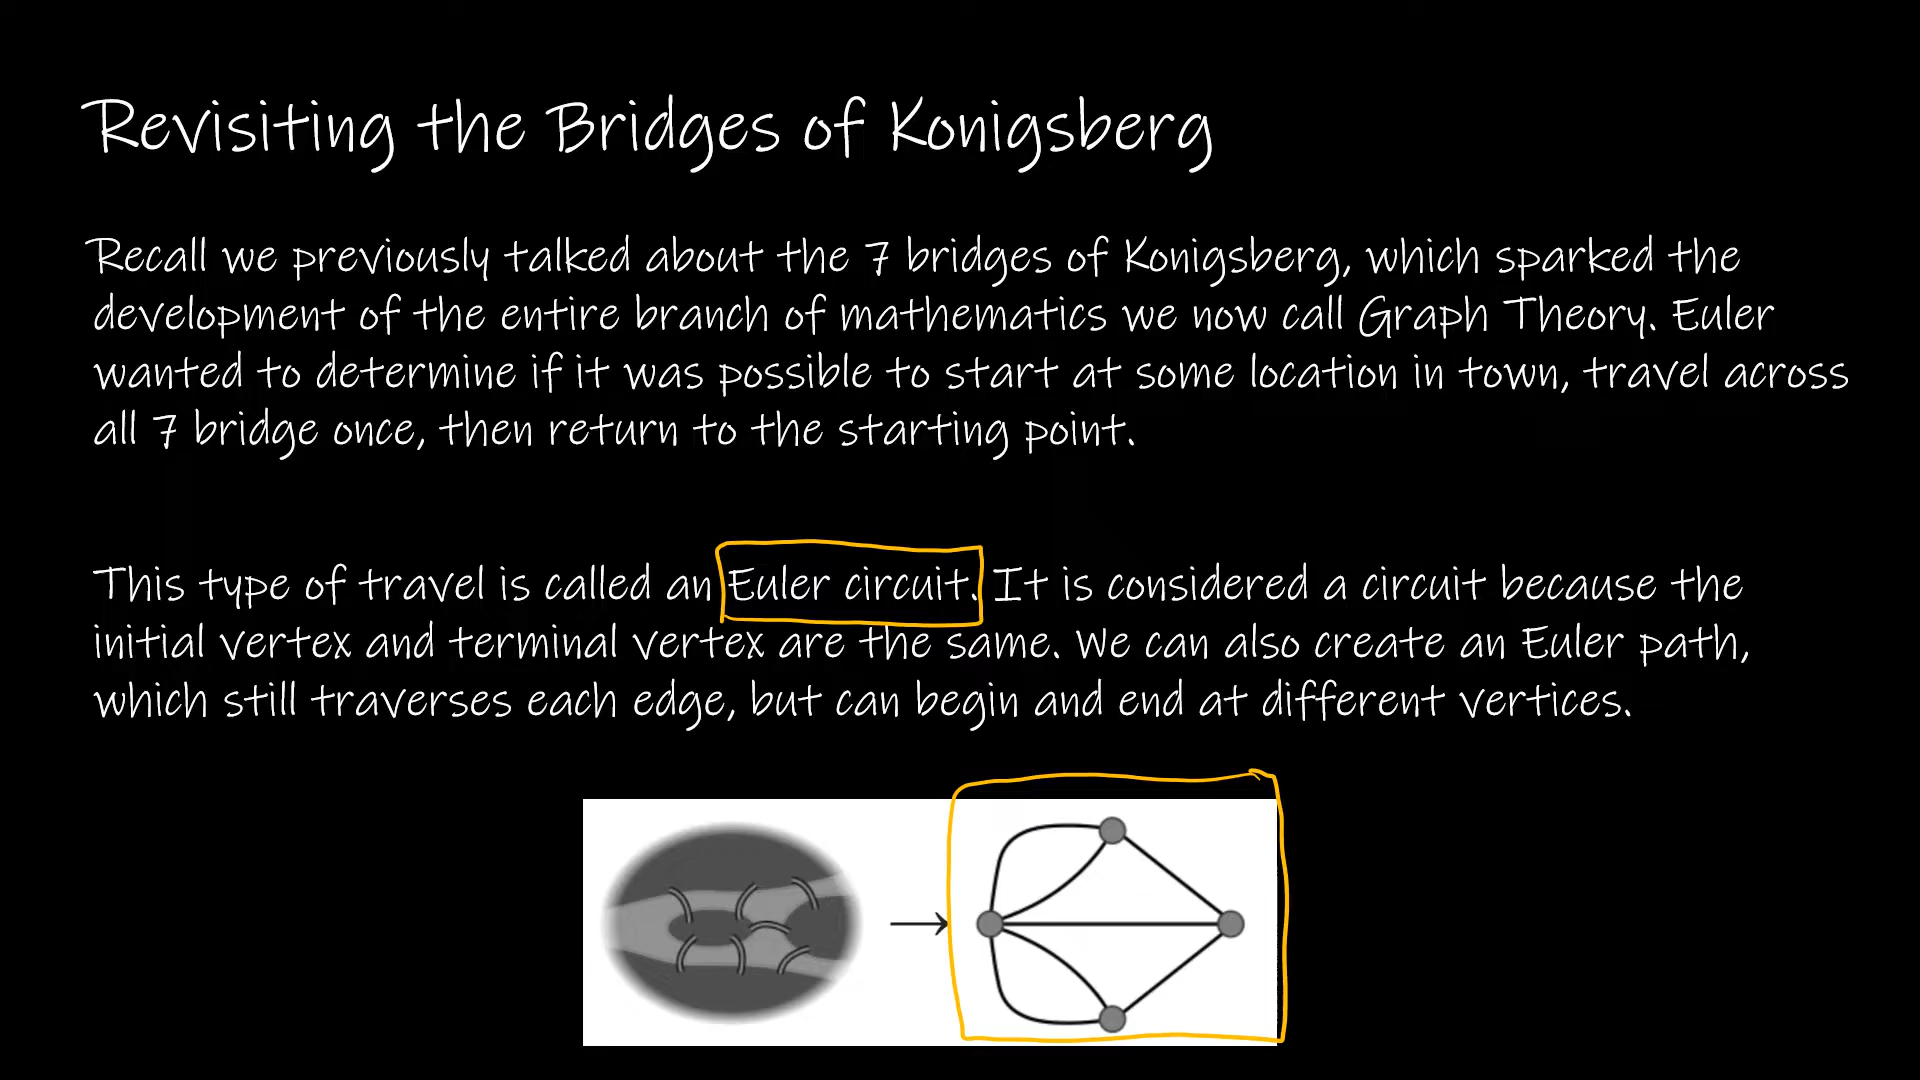 Revisiting the Bridges of Konigsberg
Recall we previously talked about the 7 bridges of Konigsberg, which sparked the
development of the entire branch of mathematics we now call Graph Theory. Euler
wanted to determine if it was possible to start at some location in town, travel across
all 7 bridge once, then return to the starting point.
This type of travel is called an Euler circuit. It is considered a circuit because the
initial vertex and terminal vertex are the same. We can also create an Euler path,
which still traverses each edge, but can begin and end at different vertices.